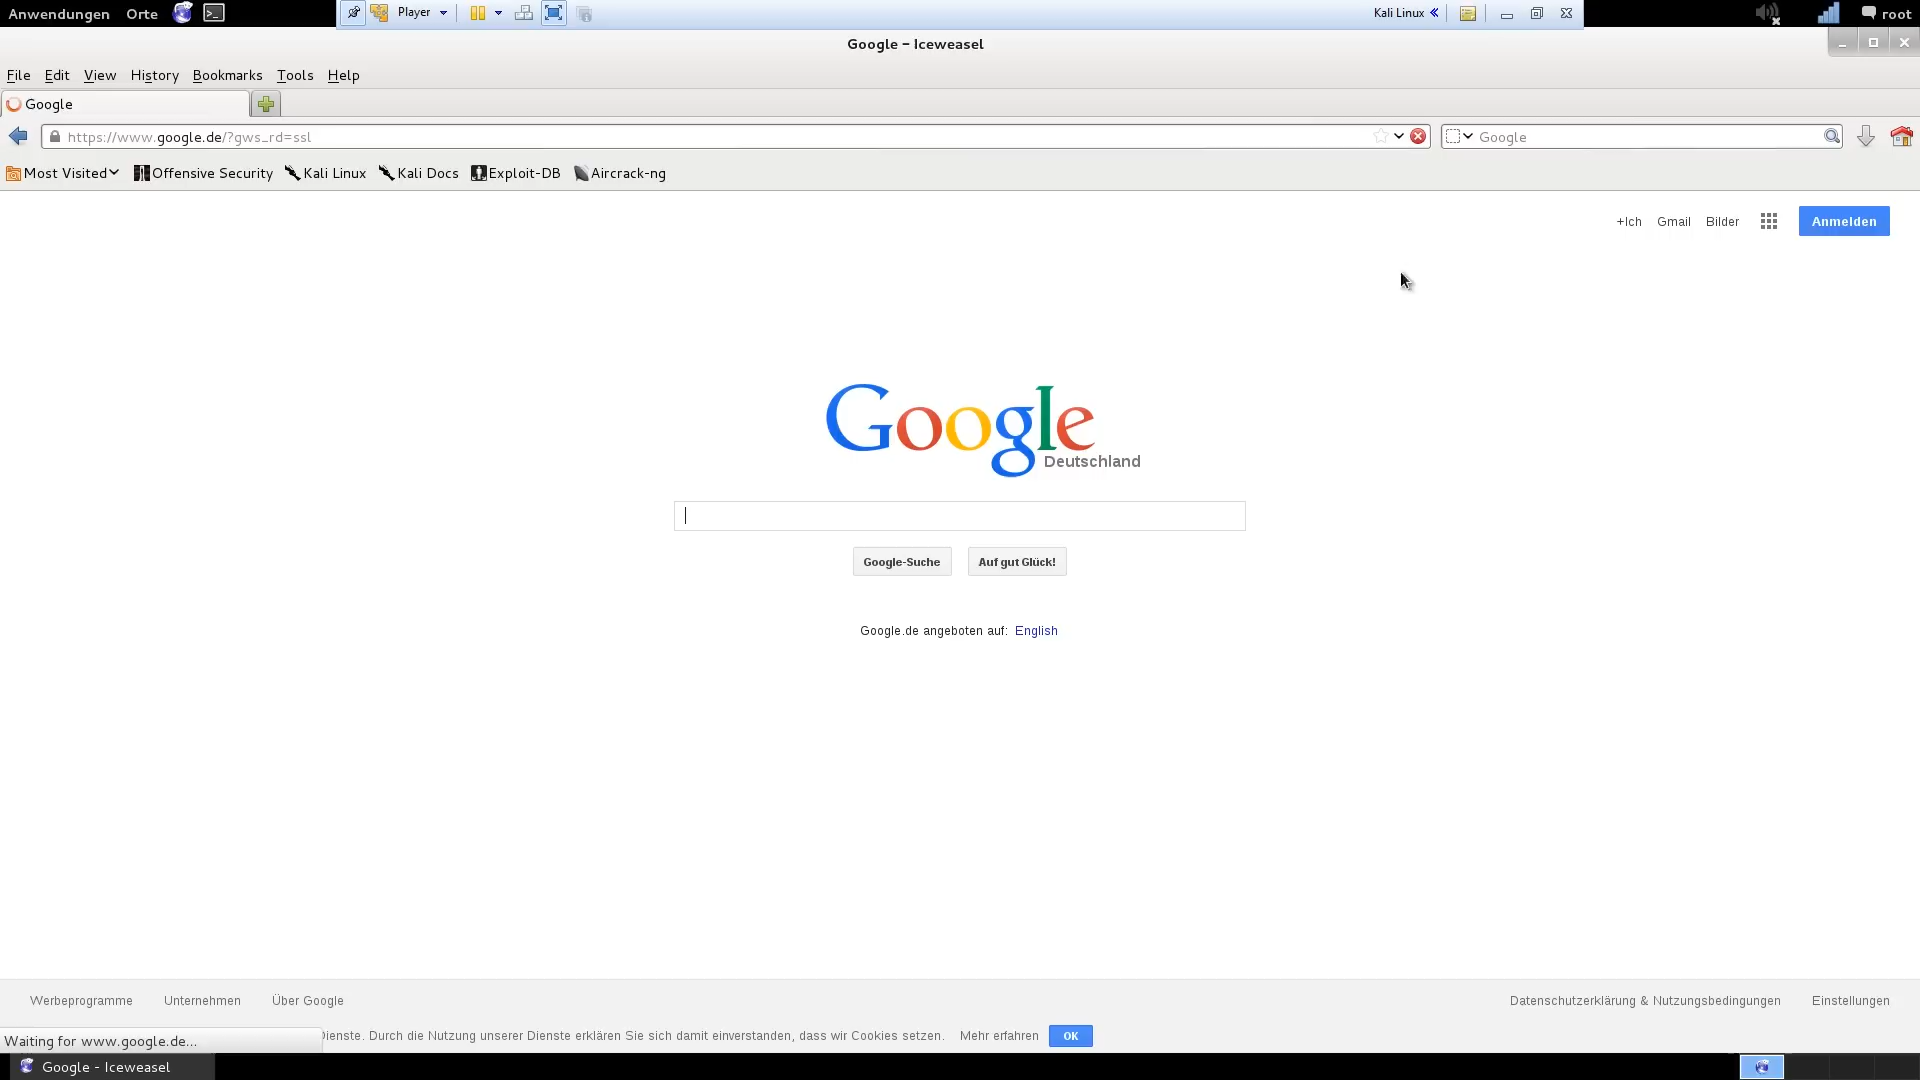 Anwendungen Orte Player Kali Linux root
Google – Iceweasel
File Edit View History Bookmarks Tools Help
Google
https://www.google.de/?gws_rd=ssl Google
Most Visited Offensive Security Kali Linux Kali Docs Exploit-DB Aircrack-ng
+Ich Gmail Bilder Anmelden
Google
Deutschland
Google-Suche Auf gut Glück!
Google.de angeboten auf: English
Werbeprogramme Unternehmen Über Google Datenschutzerklärung & Nutzungsbedingungen Einstellungen
Dienste. Durch die Nutzung unserer Dienste erklären Sie sich damit einverstanden, dass wir Cookies setzen. Mehr erfahren OK
Waiting for www.google.de...
Google - Iceweasel